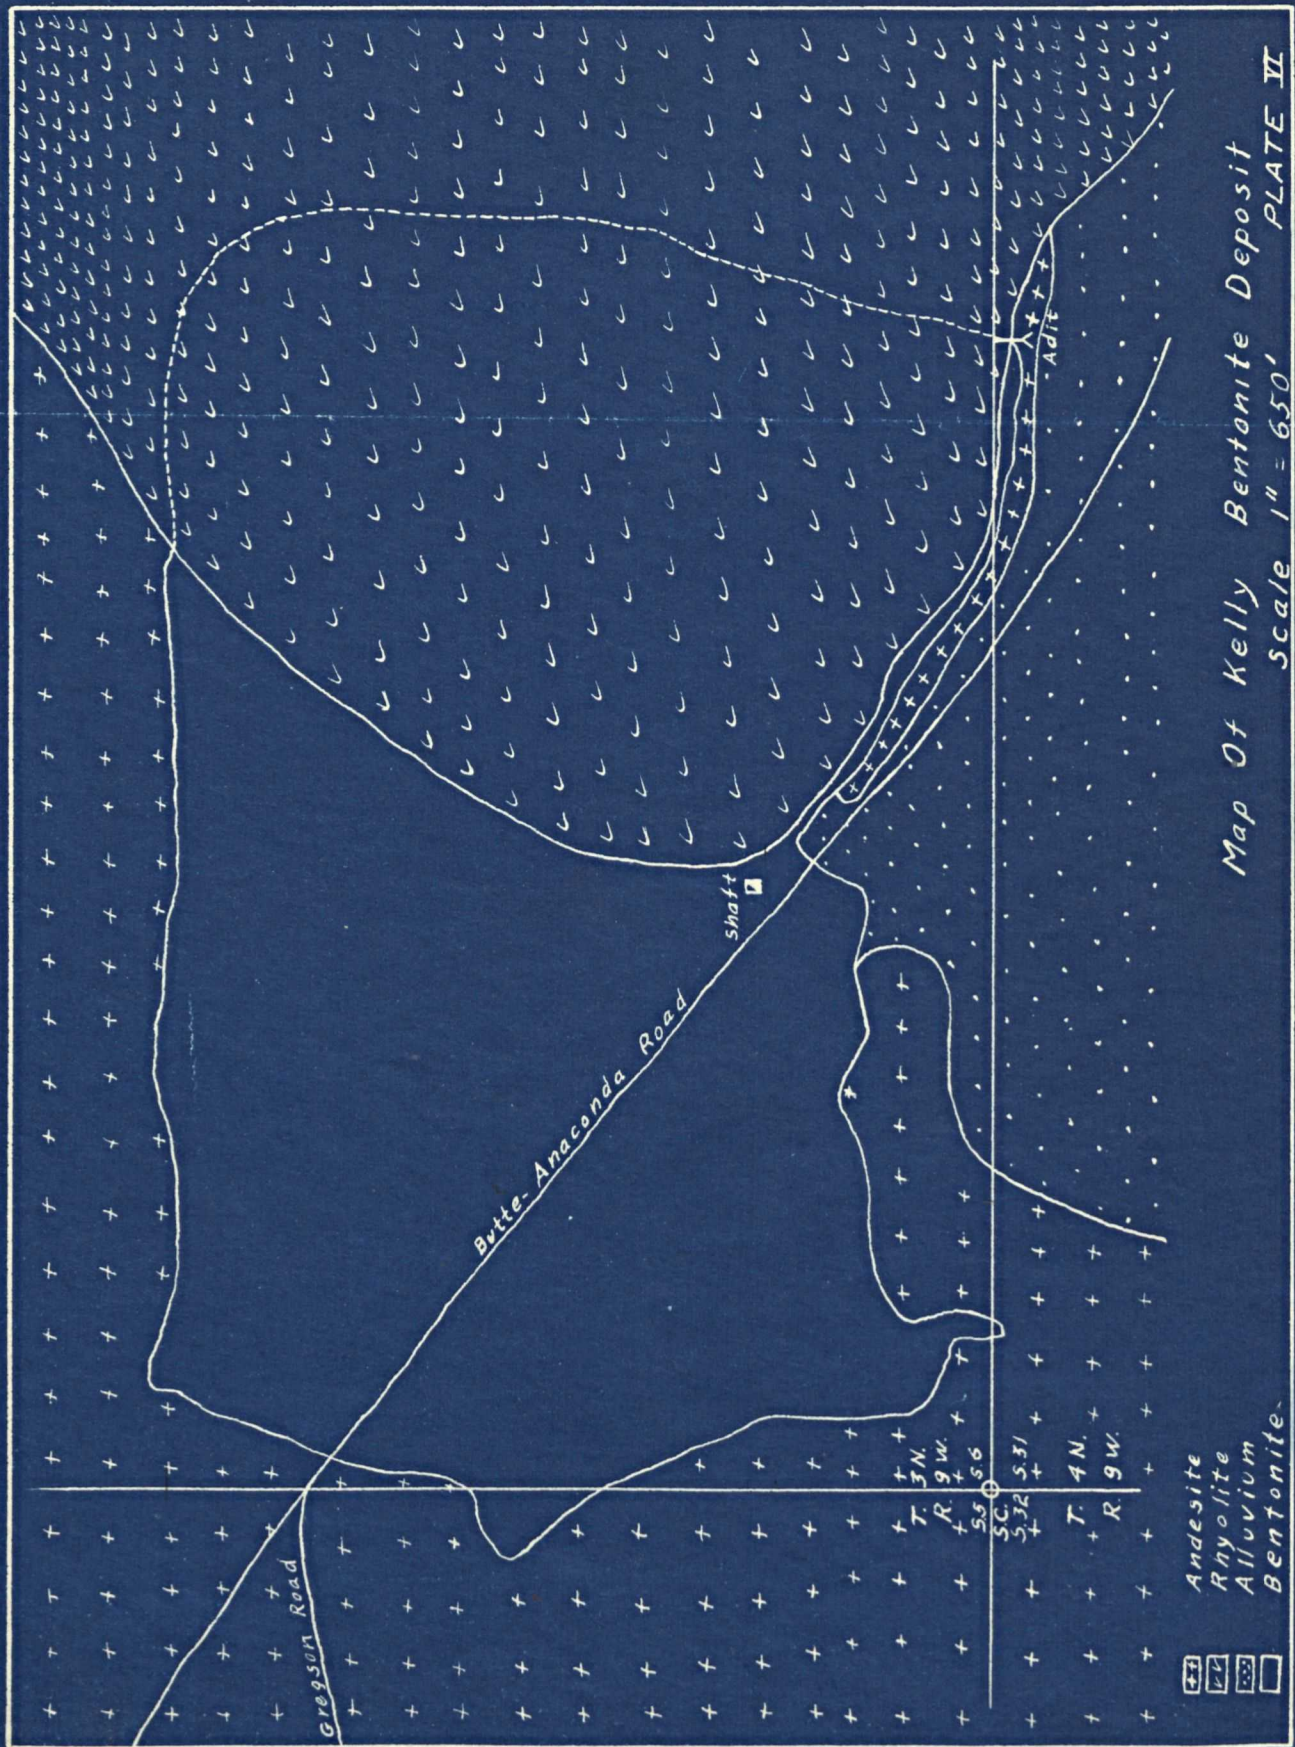 Map Of Kelly Bentonite Deposit
Scale 1" = 650' PLATE VI
Butte-Anaconda Road
Gregson Road
Shaft
Adit
T. 3N.
R. 9W.
S.5 S.6
S.C.
S.32 S.31
T. 4N.
R. 9W.
Andesite
Rhyolite
Alluvium
Bentonite